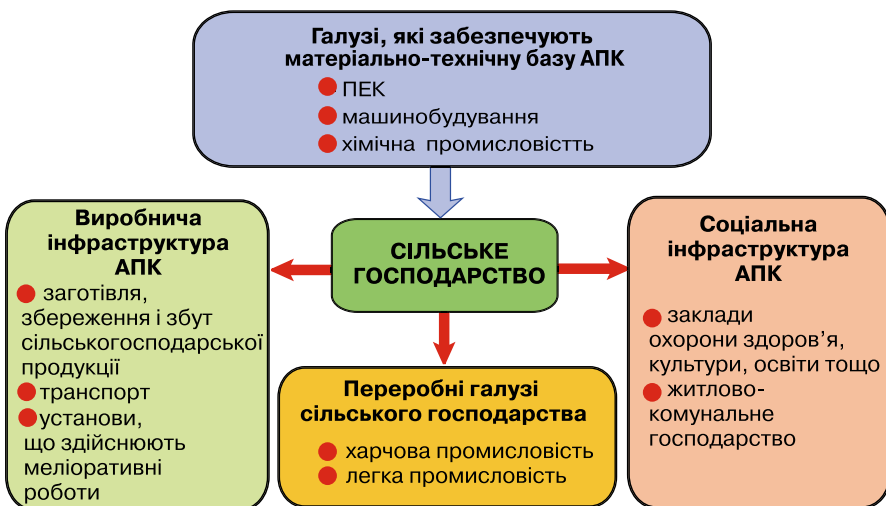 Галузі, які забезпечують
матеріально-технічну базу АПК
ПЕК
машинобудування
хімічна промисловістть
Виробнича
інфраструктура
АПК
заготівля,
збереження і збут
сільськогосподарської
продукції
транспорт
установи,
що здійснюють
меліоративні
роботи
СІЛЬСЬКЕ
ГОСПОДАРСТВО
Переробні галузі
сільського господарства
харчова промисловість
легка промисловість
Соціальна
інфраструктура
АПК
заклади
охорони здоров’я,
культури, освіти тощо
житлово-
комунальне
господарство